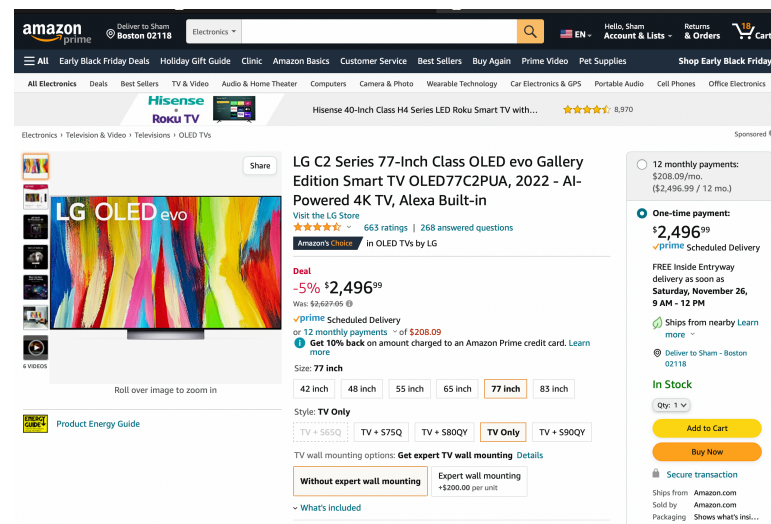 amazon
prime
Deliver to Sham
Boston 02118
Electronics
EN
Hello, Sham
Account & Lists
Returns
& Orders
18
Cart
All Early Black Friday Deals Holiday Gift Guide Clinic Amazon Basics Customer Service Best Sellers Buy Again Prime Video Pet Supplies Shop Early Black Friday
All Electronics Deals Best Sellers TV & Video Audio & Home Theater Computers Camera & Photo Wearable Technology Car Electronics & GPS Portable Audio Cell Phones Office Electronics
Hisense
Roku TV
Hisense 40-Inch Class H4 Series LED Roku Smart TV with...
8,970
Electronics › Television & Video › Televisions › OLED TVs
Sponsored
Share
LG OLED evo
6 VIDEOS
Roll over image to zoom in
ENERGY
GUIDE
Product Energy Guide
LG C2 Series 77-Inch Class OLED evo Gallery
Edition Smart TV OLED77C2PUA, 2022 - AI-
Powered 4K TV, Alexa Built-in
Visit the LG Store
663 ratings | 268 answered questions
Amazon's Choice in OLED TVs by LG
Deal
-5% $2,49699
Was: $2,627.05
prime Scheduled Delivery
or 12 monthly payments of $208.09
Get 10% back on amount charged to an Amazon Prime credit card. Learn
more
Size: 77 inch
42 inch 48 inch 55 inch 65 inch 77 inch 83 inch
Style: TV Only
TV + S65Q TV + S75Q TV + S80QY TV Only TV + S90QY
TV wall mounting options: Get expert TV wall mounting Details
Without expert wall mounting
Expert wall mounting
+$200.00 per unit
What's included
12 monthly payments:
$208.09/mo.
($2,496.99 / 12 mo.)
One-time payment:
$2,49699
prime Scheduled Delivery
FREE Inside Entryway
delivery as soon as
Saturday, November 26,
9 AM - 12 PM
Ships from nearby Learn
more
Deliver to Sham - Boston
02118
In Stock
Qty: 1
Add to Cart
Buy Now
Secure transaction
Ships from Amazon.com
Sold by Amazon.com
Packaging Shows what's insi...